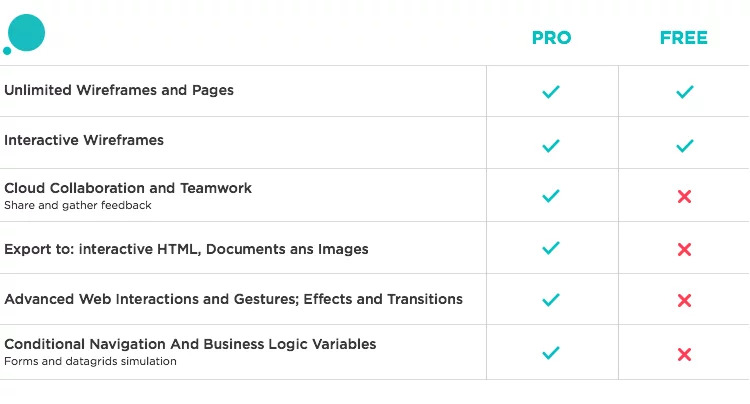 PRO FREE
Unlimited Wireframes and Pages
Interactive Wireframes
Cloud Collaboration and Teamwork
Share and gather feedback
Export to: interactive HTML, Documents ans Images
Advanced Web Interactions and Gestures; Effects and Transitions
Conditional Navigation And Business Logic Variables
Forms and datagrids simulation